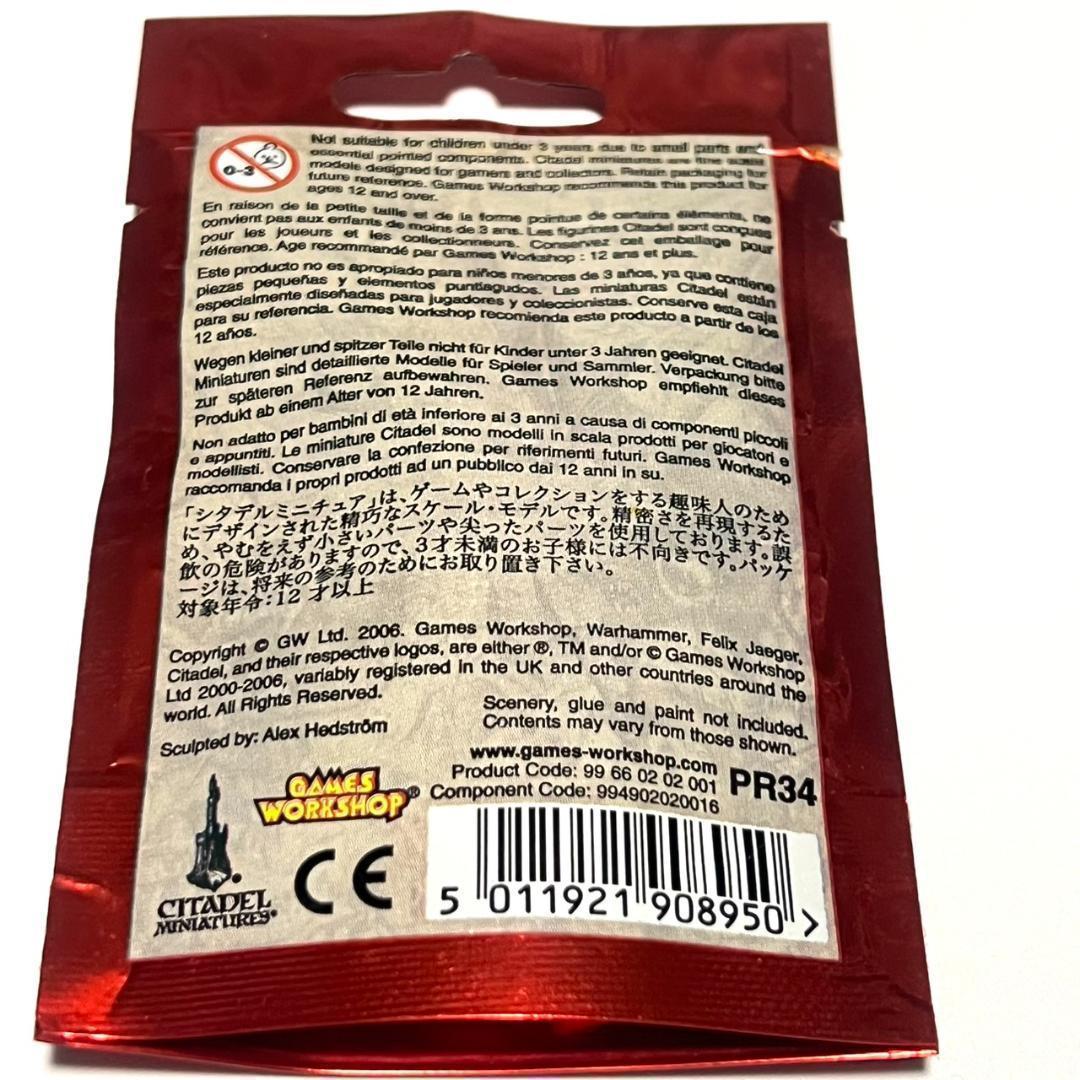 0-3
Not suitable for children under 3 years due to small parts and
essential pointed components. Citadel miniatures are fine scale
models designed for gamers and collectors. Retain packaging for
future reference. Games Workshop recommends this product for
ages 12 and over.
En raison de la petite taille et de la forme pointue de certains éléments, ne
convient pas aux enfants de moins de 3 ans. Les figurines Citadel sont conçues
pour les joueurs et les collectionneurs. Conservez cet emballage pour
référence. Age recommandé par Games Workshop : 12 ans et plus.
Este producto no es apropiado para niños menores de 3 años, ya que contiene
piezas pequeñas y elementos puntiagudos. Las miniaturas Citadel están
especialmente diseñadas para jugadores y coleccionistas. Conserve esta caja
para su referencia. Games Workshop recomienda este producto a partir de los
12 años.
Wegen kleiner und spitzer Teile nicht für Kinder unter 3 Jahren geeignet. Citadel
Miniaturen sind detaillierte Modelle für Spieler und Sammler. Verpackung bitte
zur späteren Referenz aufbewahren. Games Workshop empfiehlt dieses
Produkt ab einem Alter von 12 Jahren.
Non adatto per bambini di età inferiore ai 3 anni a causa di componenti piccoli
e appuntiti. Le miniature Citadel sono modelli in scala prodotti per giocatori e
modellisti. Conservare la confezione per riferimenti futuri. Games Workshop
raccomanda i propri prodotti ad un pubblico dai 12 anni in su.
「シタデルミニチュア」は、ゲームやコレクションをする趣味人のため
にデザインされた精巧なスケール・モデルです。精密さを再現するた
め、やむをえず小さいパーツや尖ったパーツを使用しております。誤
飲の危険がありますので、3才未満のお子様には不向きです。パッケ
ージは、将来の参考のためにお取り置き下さい。
対象年令：12 才以上
Copyright © GW Ltd. 2006. Games Workshop, Warhammer, Felix Jaeger,
Citadel, and their respective logos, are either ®, TM and/or © Games Workshop
Ltd 2000-2006, variably registered in the UK and other countries around the
world. All Rights Reserved.
Scenery, glue and paint not included.
Contents may vary from those shown.
Sculpted by: Alex Hedström
www.games-workshop.com
Product Code: 99 66 02 02 001
Component Code: 994902020016
PR34
GAMES
WORKSHOP®
CITADEL
MINIATURES®
CE
5 011921 908950 >